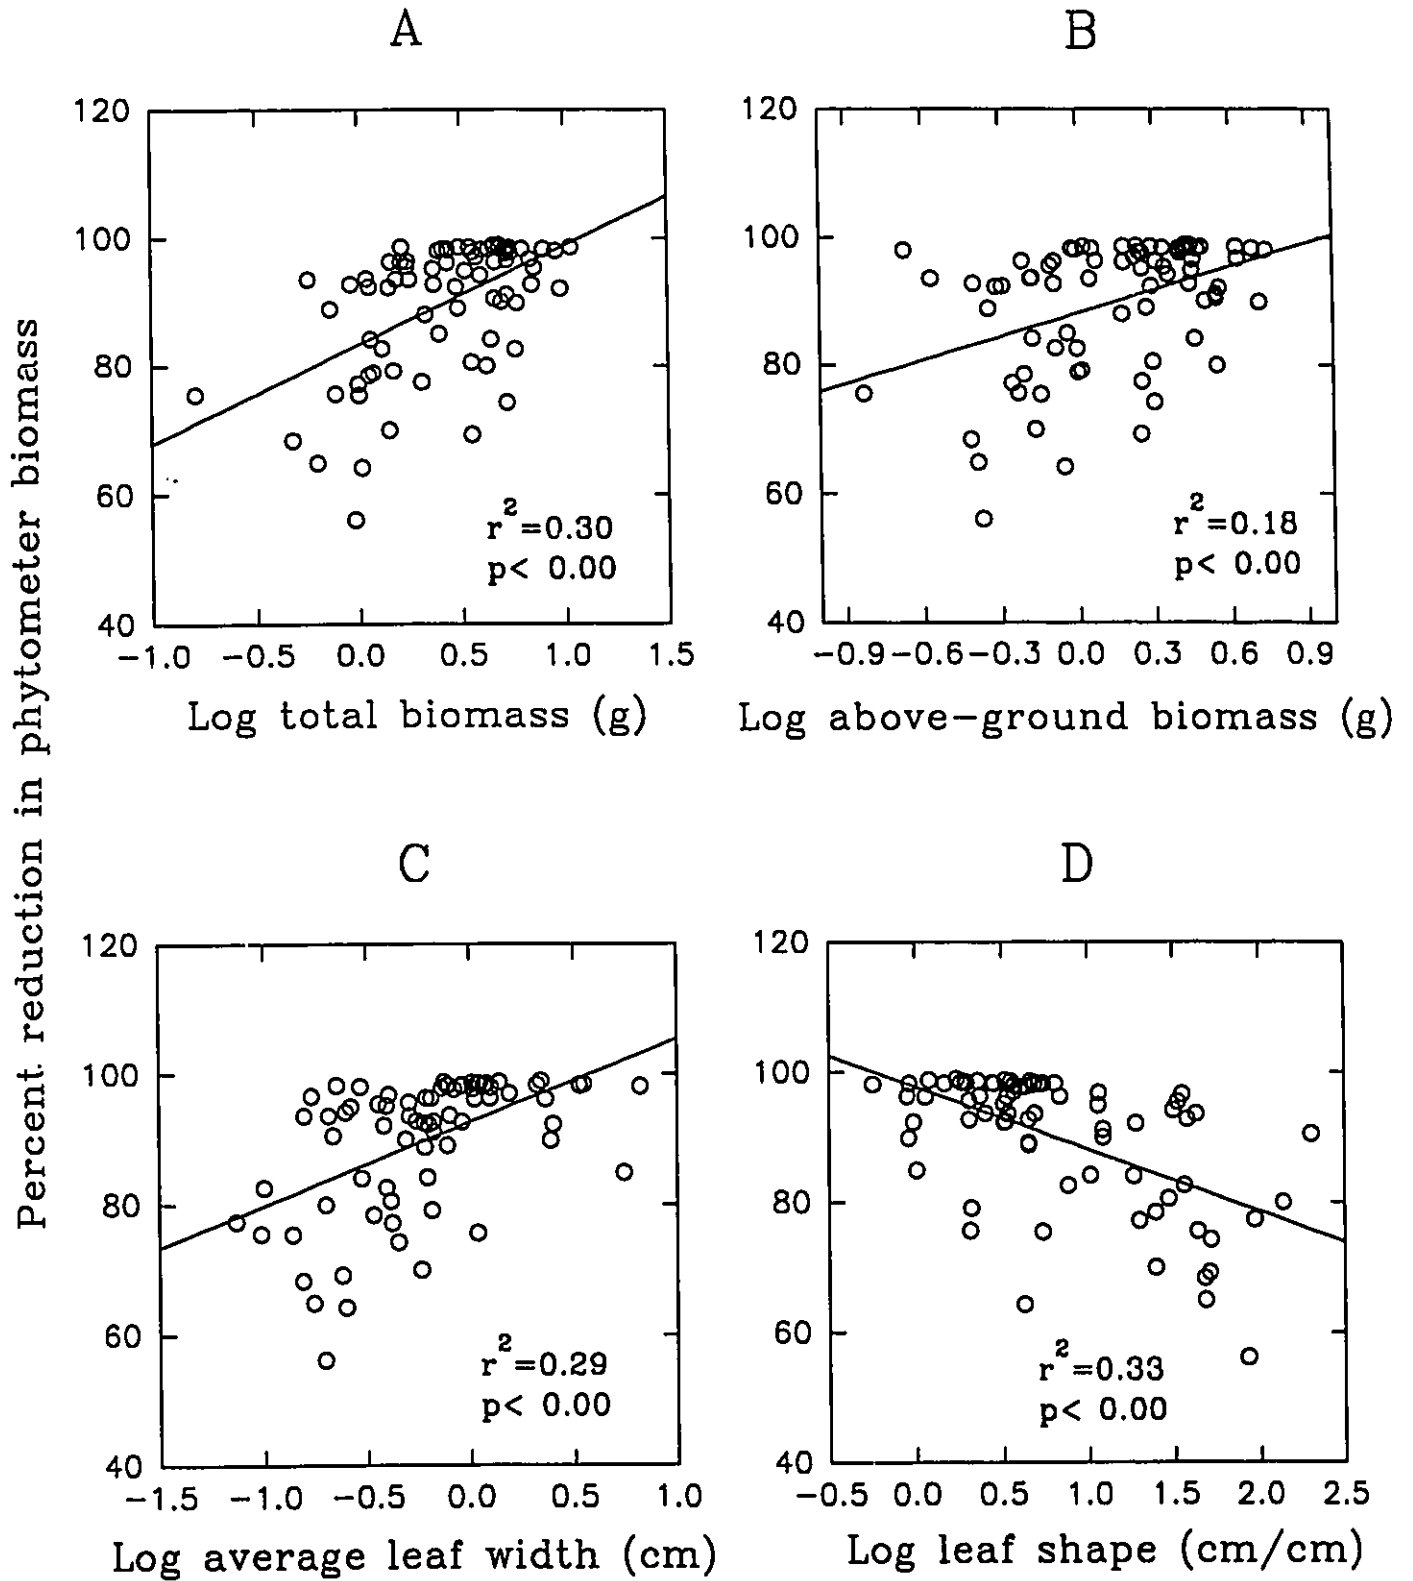 A
B
Percent reduction in phytometer biomass
120
100
80
60
40
r²=0.30
p< 0.00
-1.0 -0.5 0.0 0.5 1.0 1.5
Log total biomass (g)
120
100
80
60
40
r²=0.18
p< 0.00
-0.9 -0.6 -0.3 0.0 0.3 0.6 0.9
Log above-ground biomass (g)
C
D
120
100
80
60
40
r²=0.29
p< 0.00
-1.5 -1.0 -0.5 0.0 0.5 1.0
Log average leaf width (cm)
120
100
80
60
40
r²=0.33
p< 0.00
-0.5 0.0 0.5 1.0 1.5 2.0 2.5
Log leaf shape (cm/cm)